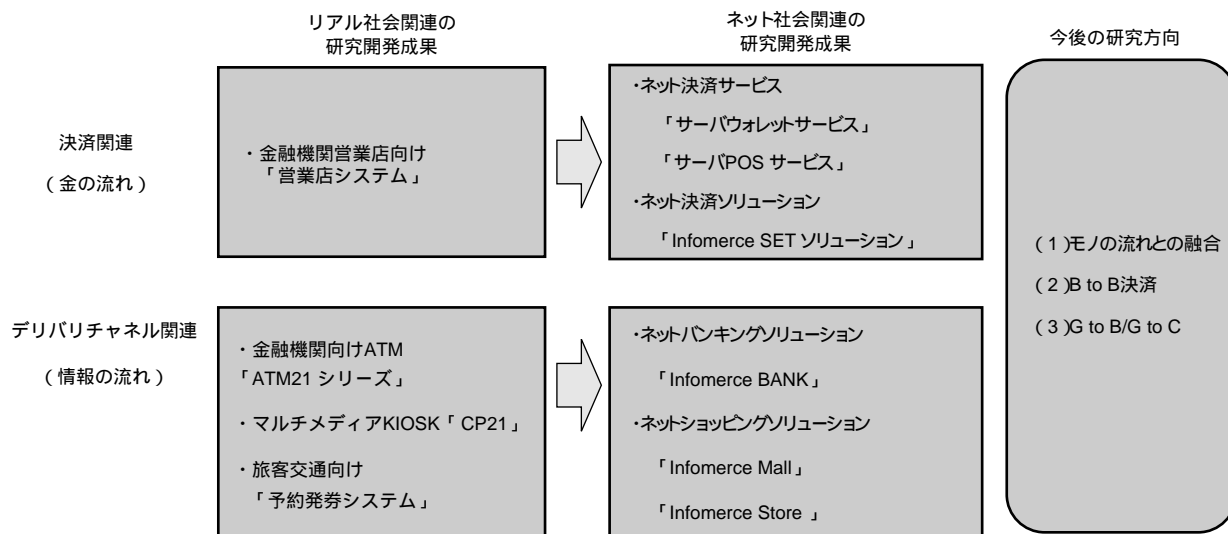 リアル社会関連の
研究開発成果
ネット社会関連の
研究開発成果
今後の研究方向
決済関連
(金の流れ)
・金融機関営業店向け
「営業店システム」
・ネット決済サービス
「サーバウォレットサービス」
「サーバPOS サービス」
・ネット決済ソリューション
「Infomerce SET ソリューション」
デリバリチャネル関連
(情報の流れ)
・金融機関向けATM
「ATM21 シリーズ」
・マルチメディアKIOSK「 CP21」
・旅客交通向け
「予約発券システム」
・ネットバンキングソリューション
「Infomerce BANK」
・ネットショッピングソリューション
「Infomerce Mall」
「Infomerce Store 」
(1)モノの流れとの融合
(2)B to B決済
(3)G to B/G to C